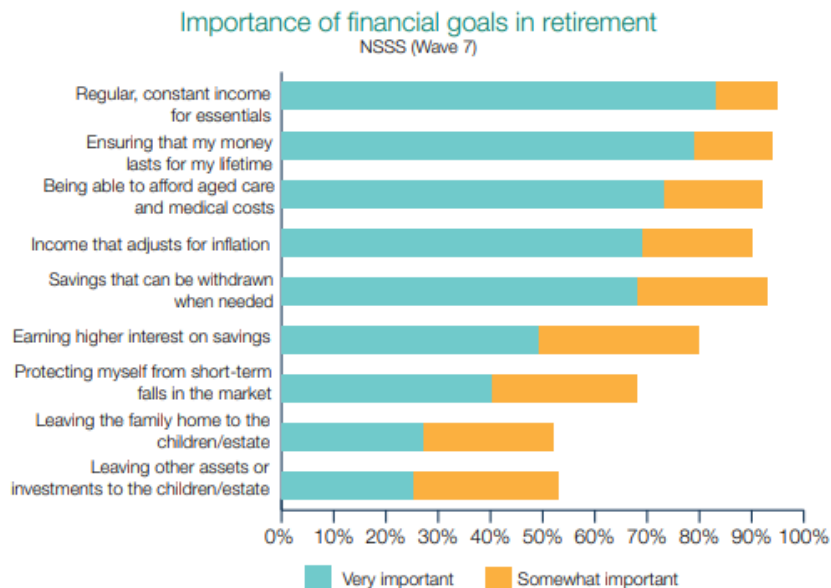 Importance of financial goals in retirement
NSSS (Wave 7)
Regular, constant income
for essentials
Ensuring that my money
lasts for my lifetime
Being able to afford aged care
and medical costs
Income that adjusts for inflation
Savings that can be withdrawn
when needed
Earning higher interest on savings
Protecting myself from short-term
falls in the market
Leaving the family home to the
children/estate
Leaving other assets or
investments to the children/estate
0% 10% 20% 30% 40% 50% 60% 70% 80% 90% 100%
Very important Somewhat important